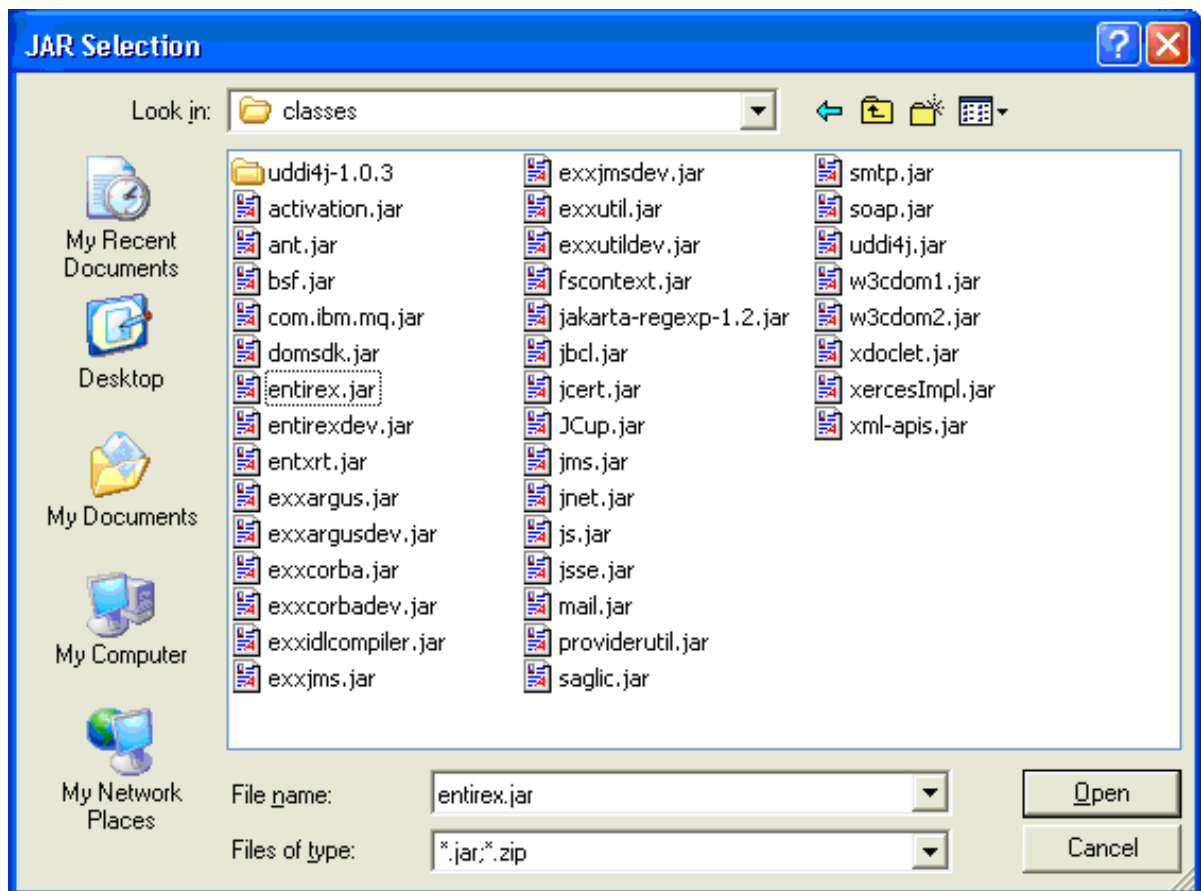 JAR Selection
Look in:
classes
My Recent
Documents
Desktop
My Documents
My Computer
My Network
Places
uddi4j-1.0.3
activation.jar
ant.jar
bsf.jar
com.ibm.mq.jar
domsdk.jar
entirex.jar
entirexdev.jar
entxrt.jar
exxargus.jar
exxargusdev.jar
exxcorba.jar
exxcorbadev.jar
exxidlcompiler.jar
exxjms.jar
exxjmsdev.jar
exxutil.jar
exxutildev.jar
fscontext.jar
jakarta-regexp-1.2.jar
jbcl.jar
jcert.jar
JCup.jar
jms.jar
jnet.jar
js.jar
jsse.jar
mail.jar
providerutil.jar
saglic.jar
smtp.jar
soap.jar
uddi4j.jar
w3cdom1.jar
w3cdom2.jar
xdoclet.jar
xercesImpl.jar
xml-apis.jar
File name:
entirex.jar
Open
Files of type:
*.jar;*.zip
Cancel